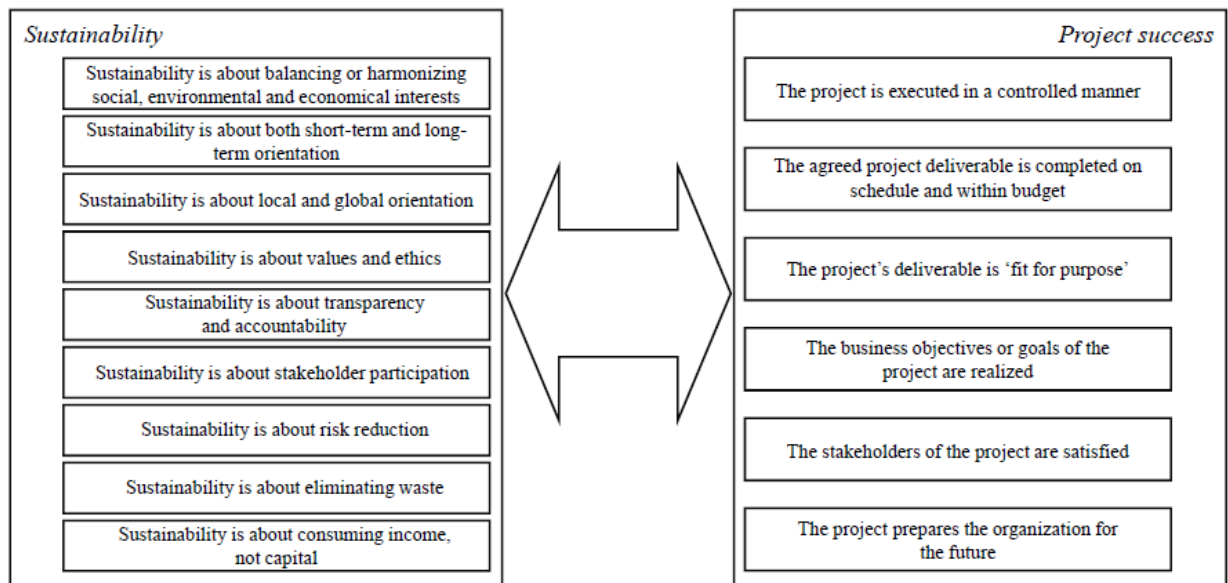 Sustainability
Sustainability is about balancing or harmonizing
social, environmental and economical interests
Sustainability is about both short-term and long-
term orientation
Sustainability is about local and global orientation
Sustainability is about values and ethics
Sustainability is about transparency
and accountability
Sustainability is about stakeholder participation
Sustainability is about risk reduction
Sustainability is about eliminating waste
Sustainability is about consuming income,
not capital
Project success
The project is executed in a controlled manner
The agreed project deliverable is completed on
schedule and within budget
The project’s deliverable is ‘fit for purpose’
The business objectives or goals of the
project are realized
The stakeholders of the project are satisfied
The project prepares the organization for
the future